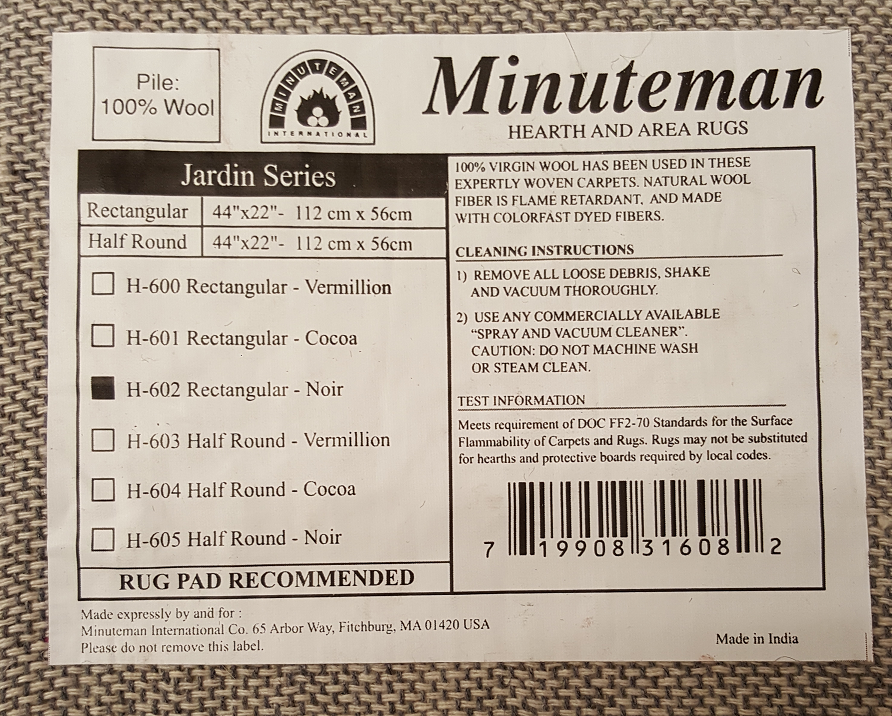 Pile:
100% Wool
MINUTEMAN
INTERNATIONAL
Minuteman
HEARTH AND AREA RUGS
Jardin Series
Rectangular 44"x22"- 112 cm x 56cm
Half Round 44"x22"- 112 cm x 56cm
H-600 Rectangular - Vermillion
H-601 Rectangular - Cocoa
H-602 Rectangular - Noir
H-603 Half Round - Vermillion
H-604 Half Round - Cocoa
H-605 Half Round - Noir
RUG PAD RECOMMENDED
100% VIRGIN WOOL HAS BEEN USED IN THESE
EXPERTLY WOVEN CARPETS. NATURAL WOOL
FIBER IS FLAME RETARDANT, AND MADE
WITH COLORFAST DYED FIBERS.
CLEANING INSTRUCTIONS
1) REMOVE ALL LOOSE DEBRIS, SHAKE
AND VACUUM THOROUGHLY.
2) USE ANY COMMERCIALLY AVAILABLE
“SPRAY AND VACUUM CLEANER”.
CAUTION: DO NOT MACHINE WASH
OR STEAM CLEAN.
TEST INFORMATION
Meets requirement of DOC FF2-70 Standards for the Surface
Flammability of Carpets and Rugs. Rugs may not be substituted
for hearths and protective boards required by local codes.
7 19908 31608 2
Made expressly by and for :
Minuteman International Co. 65 Arbor Way, Fitchburg, MA 01420 USA
Please do not remove this label.
Made in India